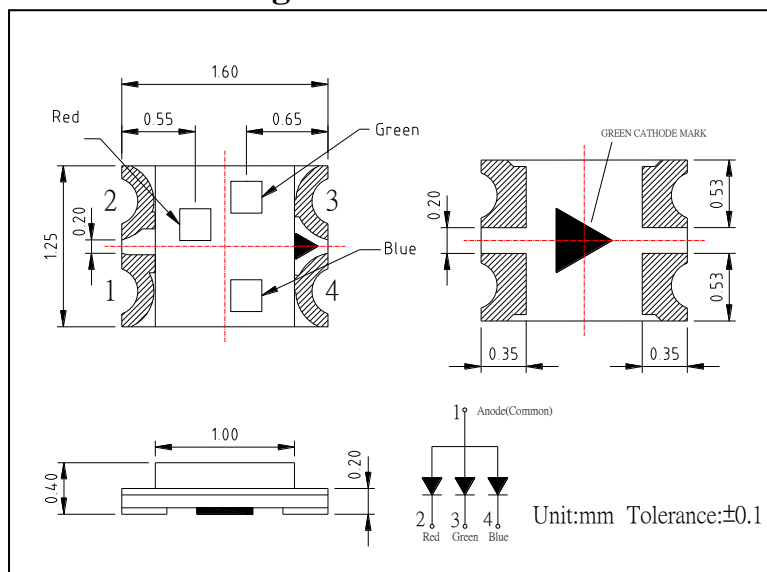 1.60
0.55
0.65
Red
Green
2
3
0.20
1.25
Blue
1
4
GREEN CATHODE MARK
0.20
0.53
0.53
0.35
0.35
1.00
0.40
0.20
1
Anode(Common)
2 3 4
Red Green Blue
Unit:mm Tolerance:±0.1